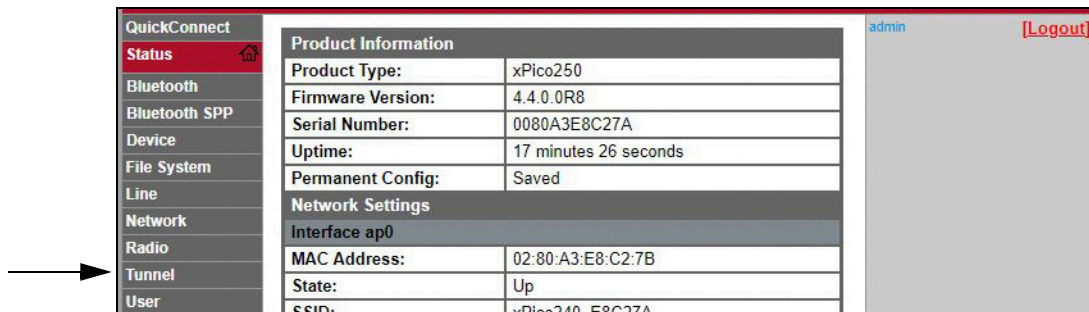 QuickConnect
Status
Bluetooth
Bluetooth SPP
Device
File System
Line
Network
Radio
Tunnel
User
Product Information
Product Type: xPico250
Firmware Version: 4.4.0.0R8
Serial Number: 0080A3E8C27A
Uptime: 17 minutes 26 seconds
Permanent Config: Saved
Network Settings
Interface ap0
MAC Address: 02:80:A3:E8:C2:7B
State: Up
SSID: xPico240_E8C27A
admin [Logout]